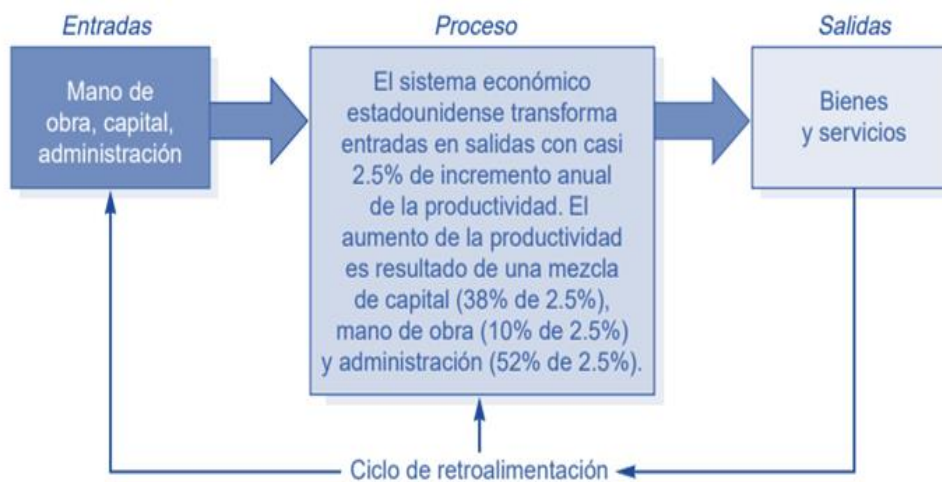 Entradas
Proceso
Salidas
Mano de
obra, capital,
administración
El sistema económico
estadounidense transforma
entradas en salidas con casi
2.5% de incremento anual
de la productividad. El
aumento de la productividad
es resultado de una mezcla
de capital (38% de 2.5%),
mano de obra (10% de 2.5%)
y administración (52% de 2.5%).
Bienes
y servicios
Ciclo de retroalimentación